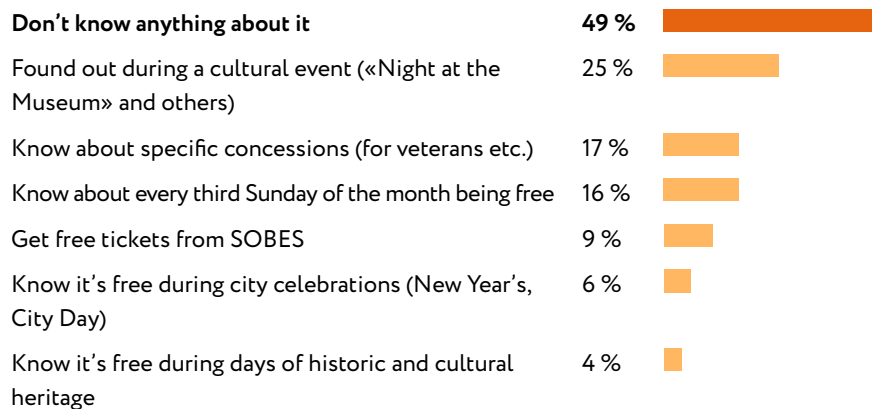 Don’t know anything about it 49 %
Found out during a cultural event («Night at the 25 %
Museum» and others)
Know about specific concessions (for veterans etc.) 17 %
Know about every third Sunday of the month being free 16 %
Get free tickets from SOBES 9 %
Know it’s free during city celebrations (New Year’s, 6 %
City Day)
Know it’s free during days of historic and cultural 4 %
heritage